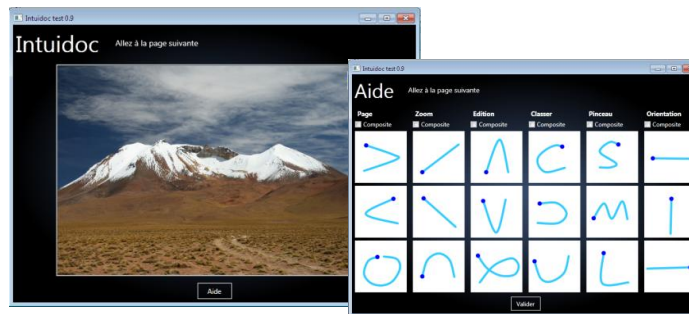 Intuidoc test 0.9
Intuidoc
Allez à la page suivante
Aide
Intuidoc test 0.9
Aide
Allez à la page suivante
Page Zoom Edition Classer Pinceau Orientation
Composite Composite Composite Composite Composite Composite
Valider